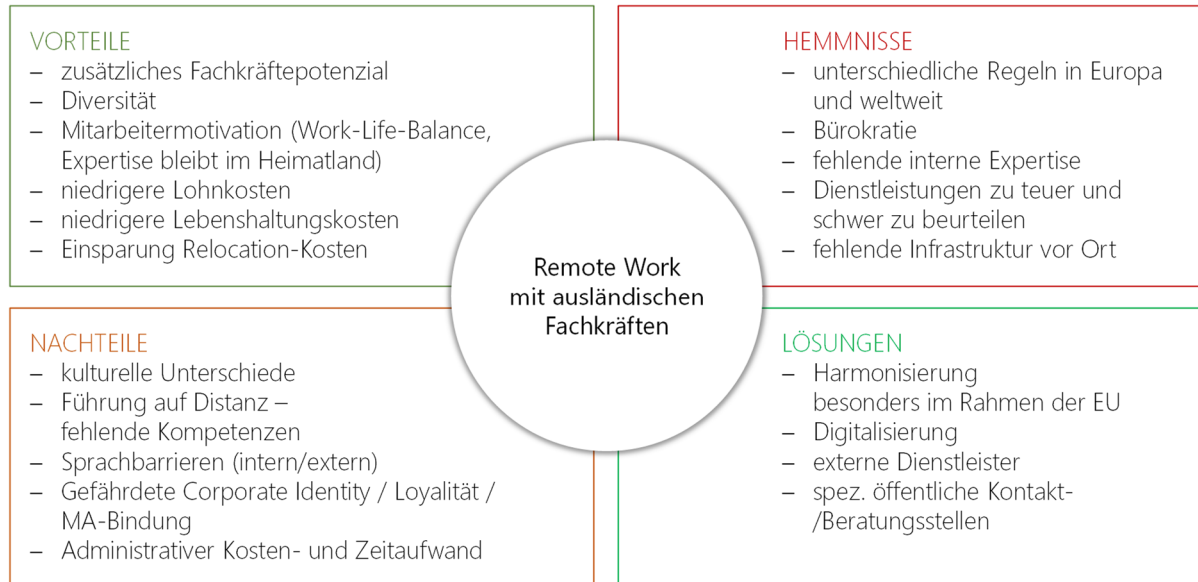 VORTEILE
– zusätzliches Fachkräftepotenzial
– Diversität
– Mitarbeitermotivation (Work-Life-Balance,
Expertise bleibt im Heimatland)
– niedrigere Lohnkosten
– niedrigere Lebenshaltungskosten
– Einsparung Relocation-Kosten
HEMMNISSE
– unterschiedliche Regeln in Europa
und weltweit
– Bürokratie
– fehlende interne Expertise
– Dienstleistungen zu teuer und
schwer zu beurteilen
– fehlende Infrastruktur vor Ort
Remote Work
mit ausländischen
Fachkräften
NACHTEILE
– kulturelle Unterschiede
– Führung auf Distanz –
fehlende Kompetenzen
– Sprachbarrieren (intern/extern)
– Gefährdete Corporate Identity / Loyalität /
MA-Bindung
– Administrativer Kosten- und Zeitaufwand
LÖSUNGEN
– Harmonisierung
besonders im Rahmen der EU
– Digitalisierung
– externe Dienstleister
– spez. öffentliche Kontakt-
/Beratungsstellen